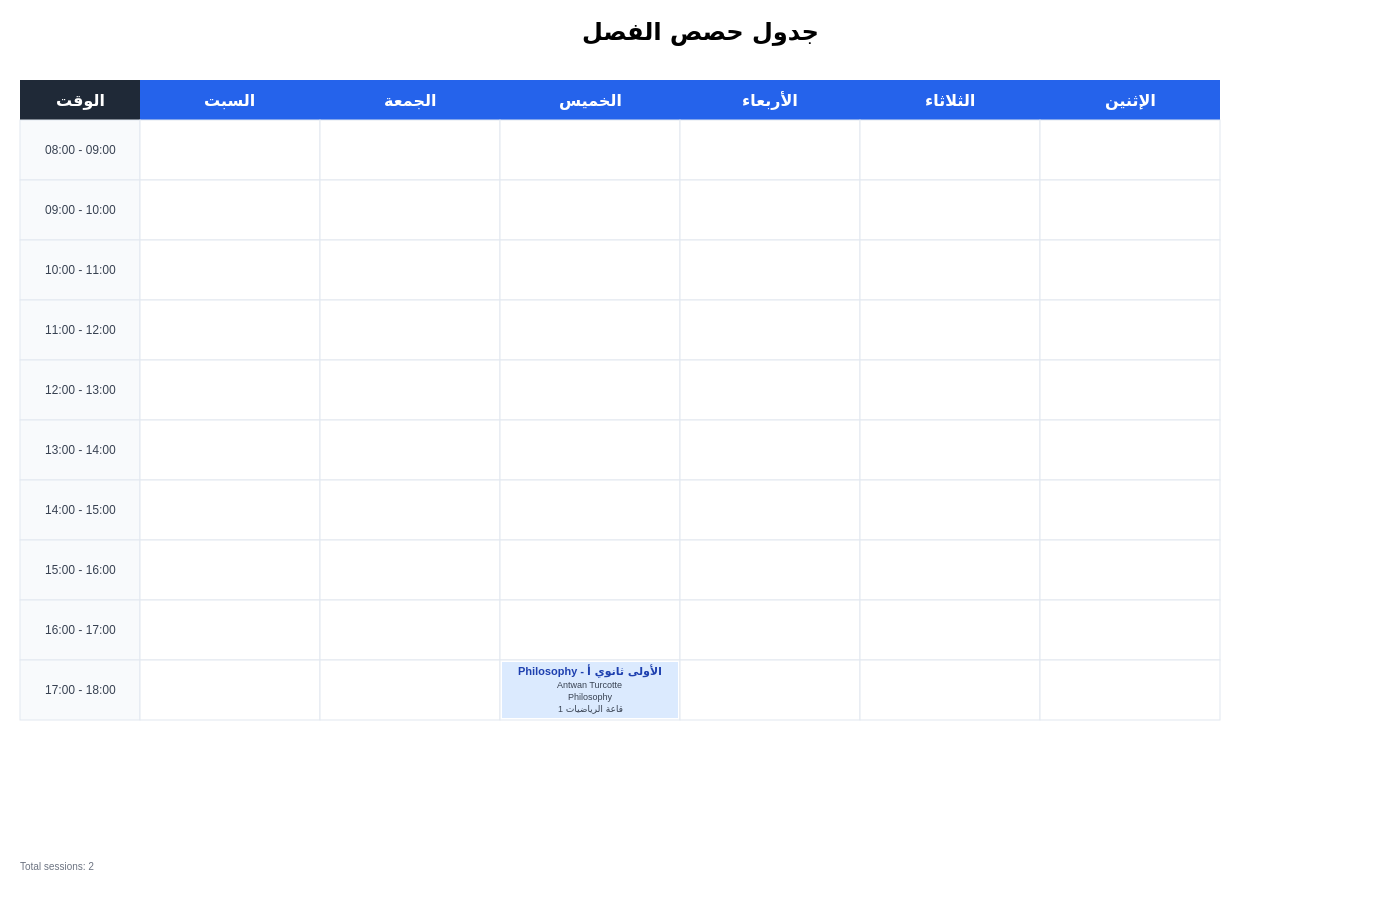 جدول حصص الفصل
الوقت
السبت
الجمعة
الخميس
الأربعاء
الثلاثاء
الإثنين
08:00 - 09:00
09:00 - 10:00
10:00 - 11:00
11:00 - 12:00
12:00 - 13:00
13:00 - 14:00
14:00 - 15:00
15:00 - 16:00
16:00 - 17:00
17:00 - 18:00
Philosophy - الأولى ثانوي أ
Antwan Turcotte
Philosophy
قاعة الرياضيات 1
Total sessions: 2